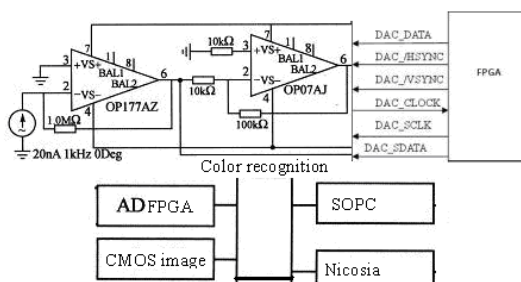 7 1 8
+VS+
BAL1
BAL2
3
2
-VS-
6
4
OP177AZ
1.0MΩ
20nA 1kHz 0Deg
10kΩ
10kΩ
7 1 8
+VS+
BAL1
BAL2
3
2
-VS-
6
4
OP07AJ
100kΩ
DAC_DATA
DAC_/HSYNC
DAC_/VSYNC
DAC_CLOCK
DAC_SCLK
DAC_SDATA
FPGA
Color recognition
ADFPGA
SOPC
CMOS image
Nicosia